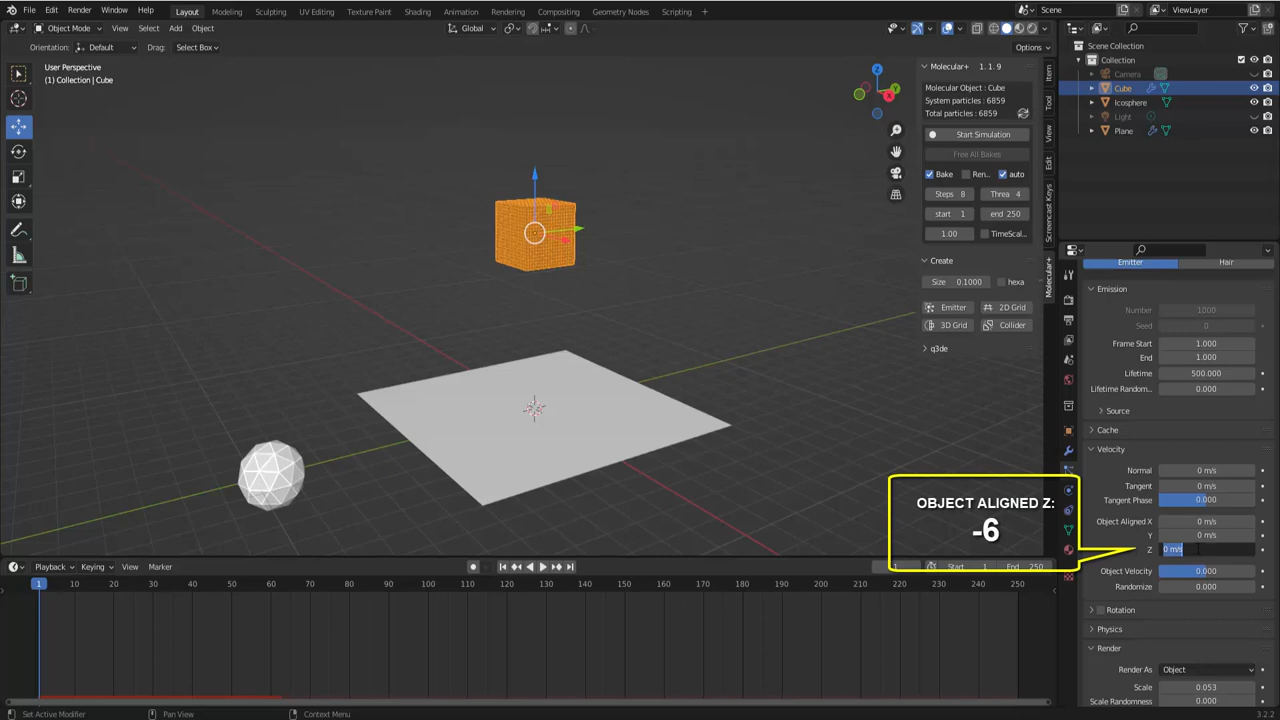 File Edit Render Window Help
Layout Modeling Sculpting UV Editing Texture Paint Shading Animation Rendering Compositing Geometry Nodes Scripting
Scene
ViewLayer
Object Mode View Select Add Object
Global
Orientation: Default Drag: Select Box
Options
User Perspective
(1) Collection | Cube
Molecular+ 1. 1. 9
Molecular Object : Cube
System particles : 6859
Total particles : 6859
Start Simulation
Free All Bakes
Bake Ren.. auto
Steps 8 Threa 4
start 1 end 250
1.00 TimeScal..
Create
Size 0.1000 hexa
Emitter 2D Grid
3D Grid Collider
q3de
Item
Tool
View
Edit
Screencast Keys
Molecular+
Scene Collection
Collection
Camera
Cube
Icosphere
Light
Plane
Emitter Hair
Emission
Number 1000
Seed 0
Frame Start 1.000
End 1.000
Lifetime 500.000
Lifetime Random.. 0.000
Source
Cache
Velocity
Normal 0 m/s
Tangent 0 m/s
Tangent Phase 0.000
Object Aligned X 0 m/s
Y 0 m/s
Z 0 m/s
Object Velocity 0.000
Randomize 0.000
Rotation
Physics
Render
Render As Object
Scale 0.053
Scale Randomness 0.000
OBJECT ALIGNED Z:
-6
Playback Keying View Marker
1
Start 1 End 250
1 10 20 30 40 50 60 70 80 90 100 110 120 130 140 150 160 170 180 190 200 210 220 230 240 250
Set Active Modifier Pan View Context Menu
3.2.2